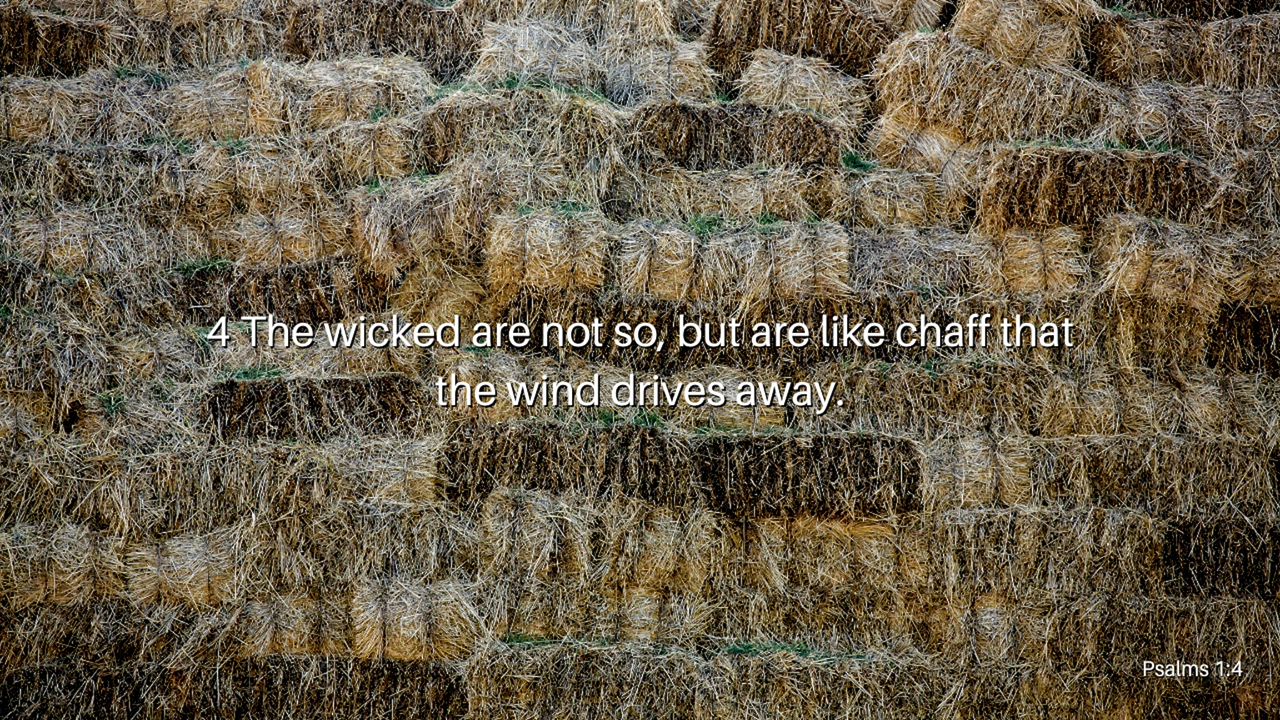 4 The wicked are not so, but are like chaff that
the wind drives away.
Psalms 1:4